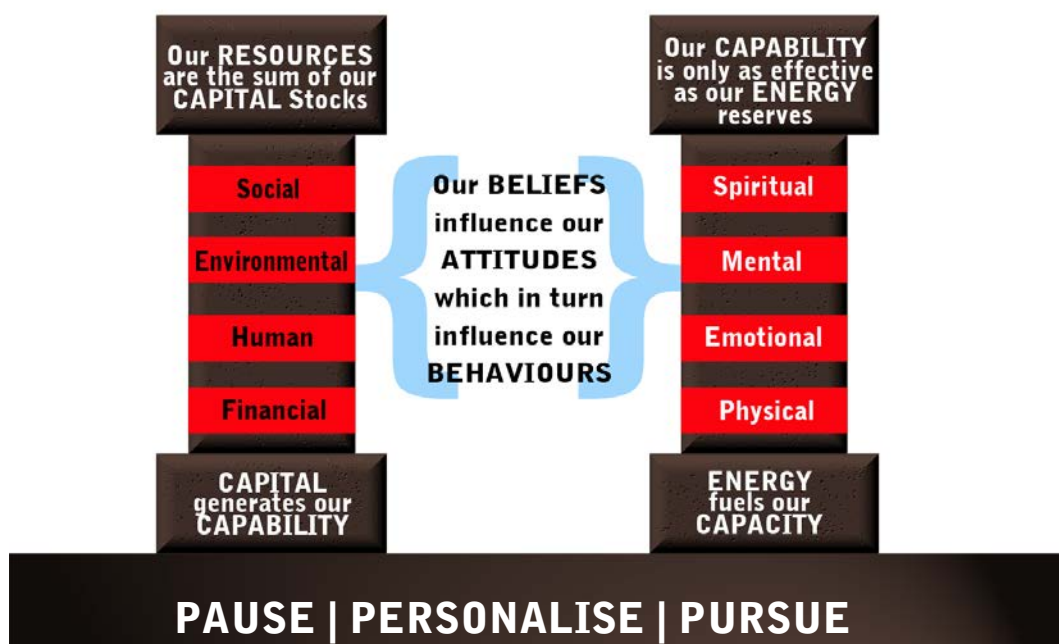 Our RESOURCES
are the sum of our
CAPITAL Stocks
Social
Environmental
Human
Financial
CAPITAL
generates our
CAPABILITY
Our BELIEFS
influence our
ATTITUDES
which in turn
influence our
BEHAVIOURS
Our CAPABILITY
is only as effective
as our ENERGY
reserves
Spiritual
Mental
Emotional
Physical
ENERGY
fuels our
CAPACITY
PAUSE | PERSONALISE | PURSUE